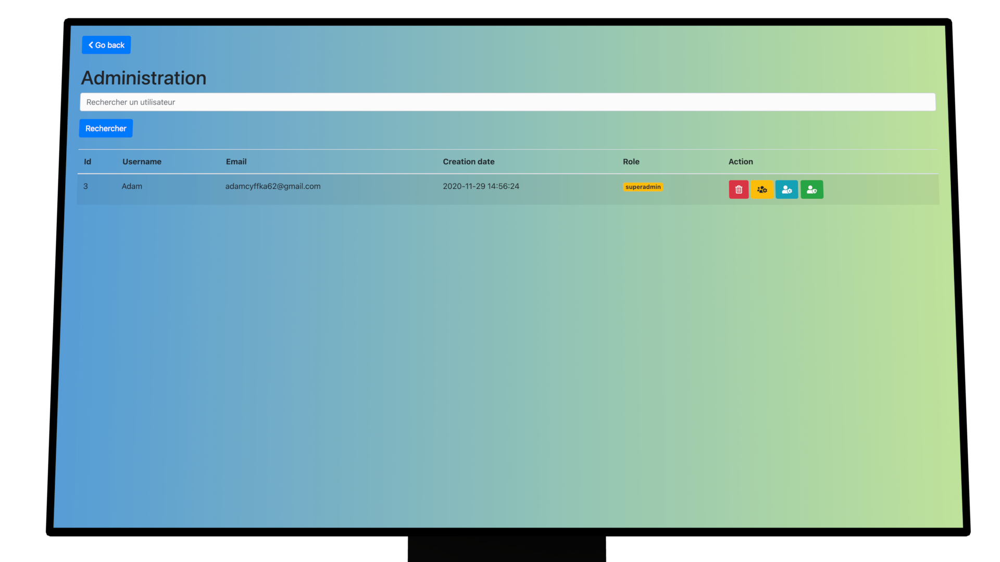 Go back
Administration
Rechercher un utilisateur
Rechercher
Id Username Email Creation date Role Action
3 Adam adamcyffka62@gmail.com 2020-11-29 14:56:24 superadmin